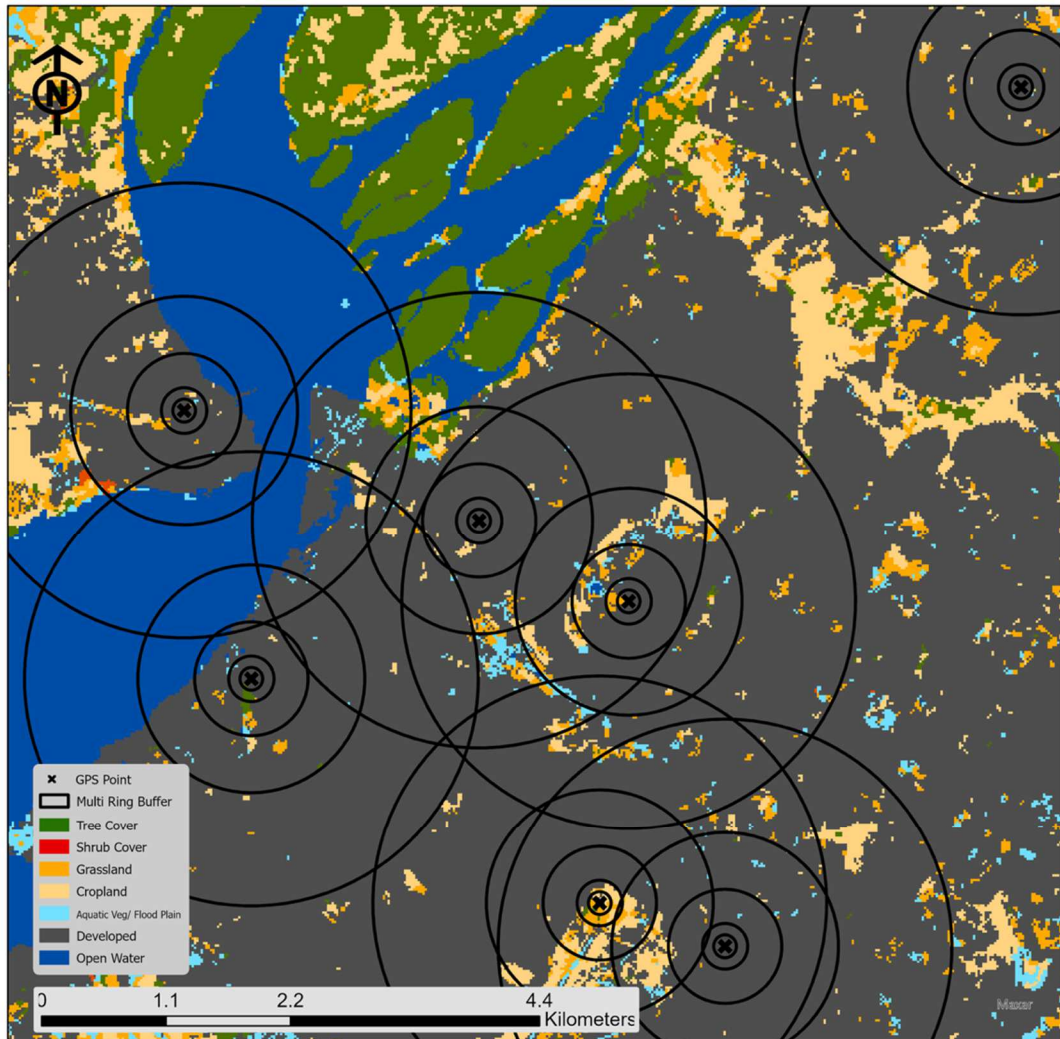 N
GPS Point
Multi Ring Buffer
Tree Cover
Shrub Cover
Grassland
Cropland
Aquatic Veg/ Flood Plain
Developed
Open Water
0 1.1 2.2 4.4
Kilometers
Maxar